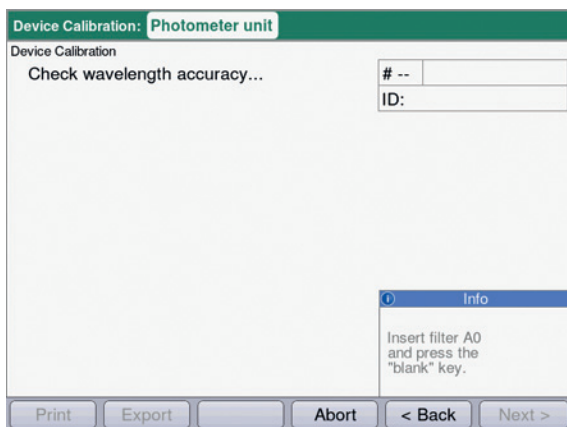 Device Calibration: Photometer unit
Device Calibration
Check wavelength accuracy...
# --
ID:
Info
Insert filter A0
and press the
"blank" key.
Print Export Abort < Back Next >